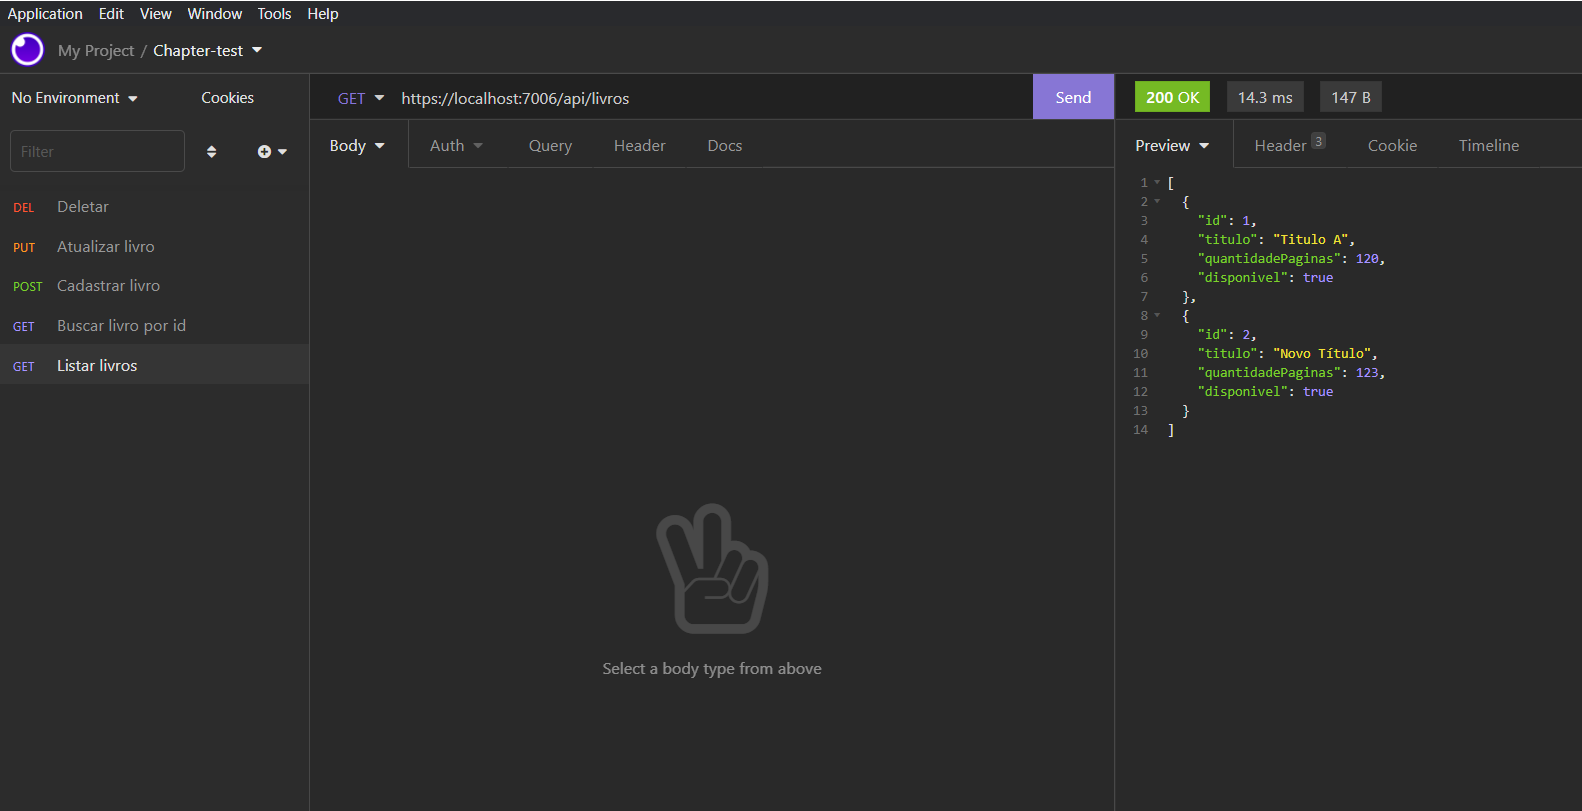 Application Edit View Window Tools Help
My Project / Chapter-test
No Environment Cookies
Filter
DEL Deletar
PUT Atualizar livro
POST Cadastrar livro
GET Buscar livro por id
GET Listar livros
GET https://localhost:7006/api/livros Send
Body Auth Query Header Docs
Select a body type from above
200 OK 14.3 ms 147 B
Preview Header 3 Cookie Timeline
1 [
2 {
3 "id": 1,
4 "titulo": "Titulo A",
5 "quantidadePaginas": 120,
6 "disponivel": true
7 },
8 {
9 "id": 2,
10 "titulo": "Novo Título",
11 "quantidadePaginas": 123,
12 "disponivel": true
13 }
14 ]